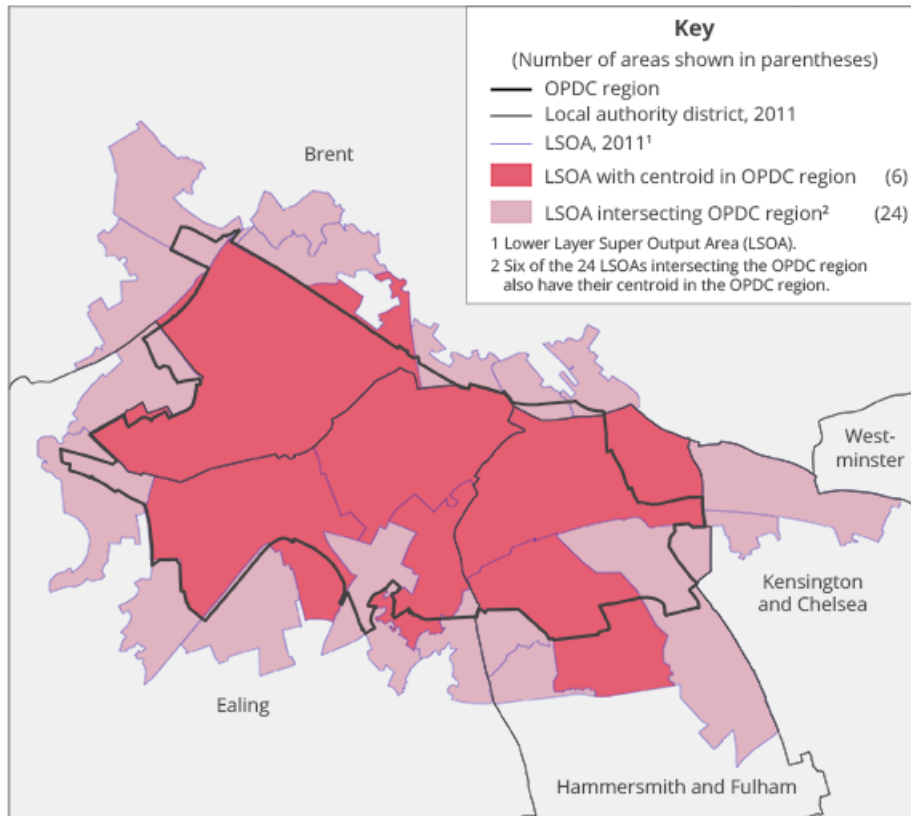 Key
(Number of areas shown in parentheses)
OPDC region
Local authority district, 2011
LSOA, 2011¹
LSOA with centroid in OPDC region (6)
LSOA intersecting OPDC region² (24)
1 Lower Layer Super Output Area (LSOA).
2 Six of the 24 LSOAs intersecting the OPDC region
also have their centroid in the OPDC region.
Brent
West-
minster
Kensington
and Chelsea
Ealing
Hammersmith and Fulham